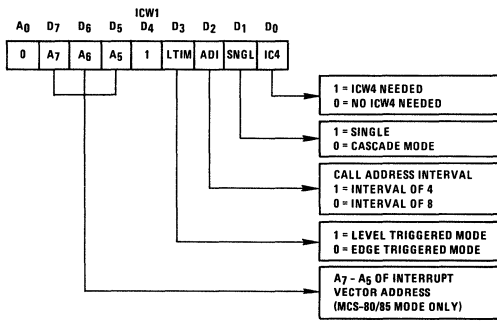 ICW1
A0 D7 D6 D5 D4 D3 D2 D1 D0
0 A7 A6 A5 1 LTIM ADI SNGL IC4
1 = ICW4 NEEDED
0 = NO ICW4 NEEDED
1 = SINGLE
0 = CASCADE MODE
CALL ADDRESS INTERVAL
1 = INTERVAL OF 4
0 = INTERVAL OF 8
1 = LEVEL TRIGGERED MODE
0 = EDGE TRIGGERED MODE
A7 - A5 OF INTERRUPT
VECTOR ADDRESS
(MCS-80/85 MODE ONLY)